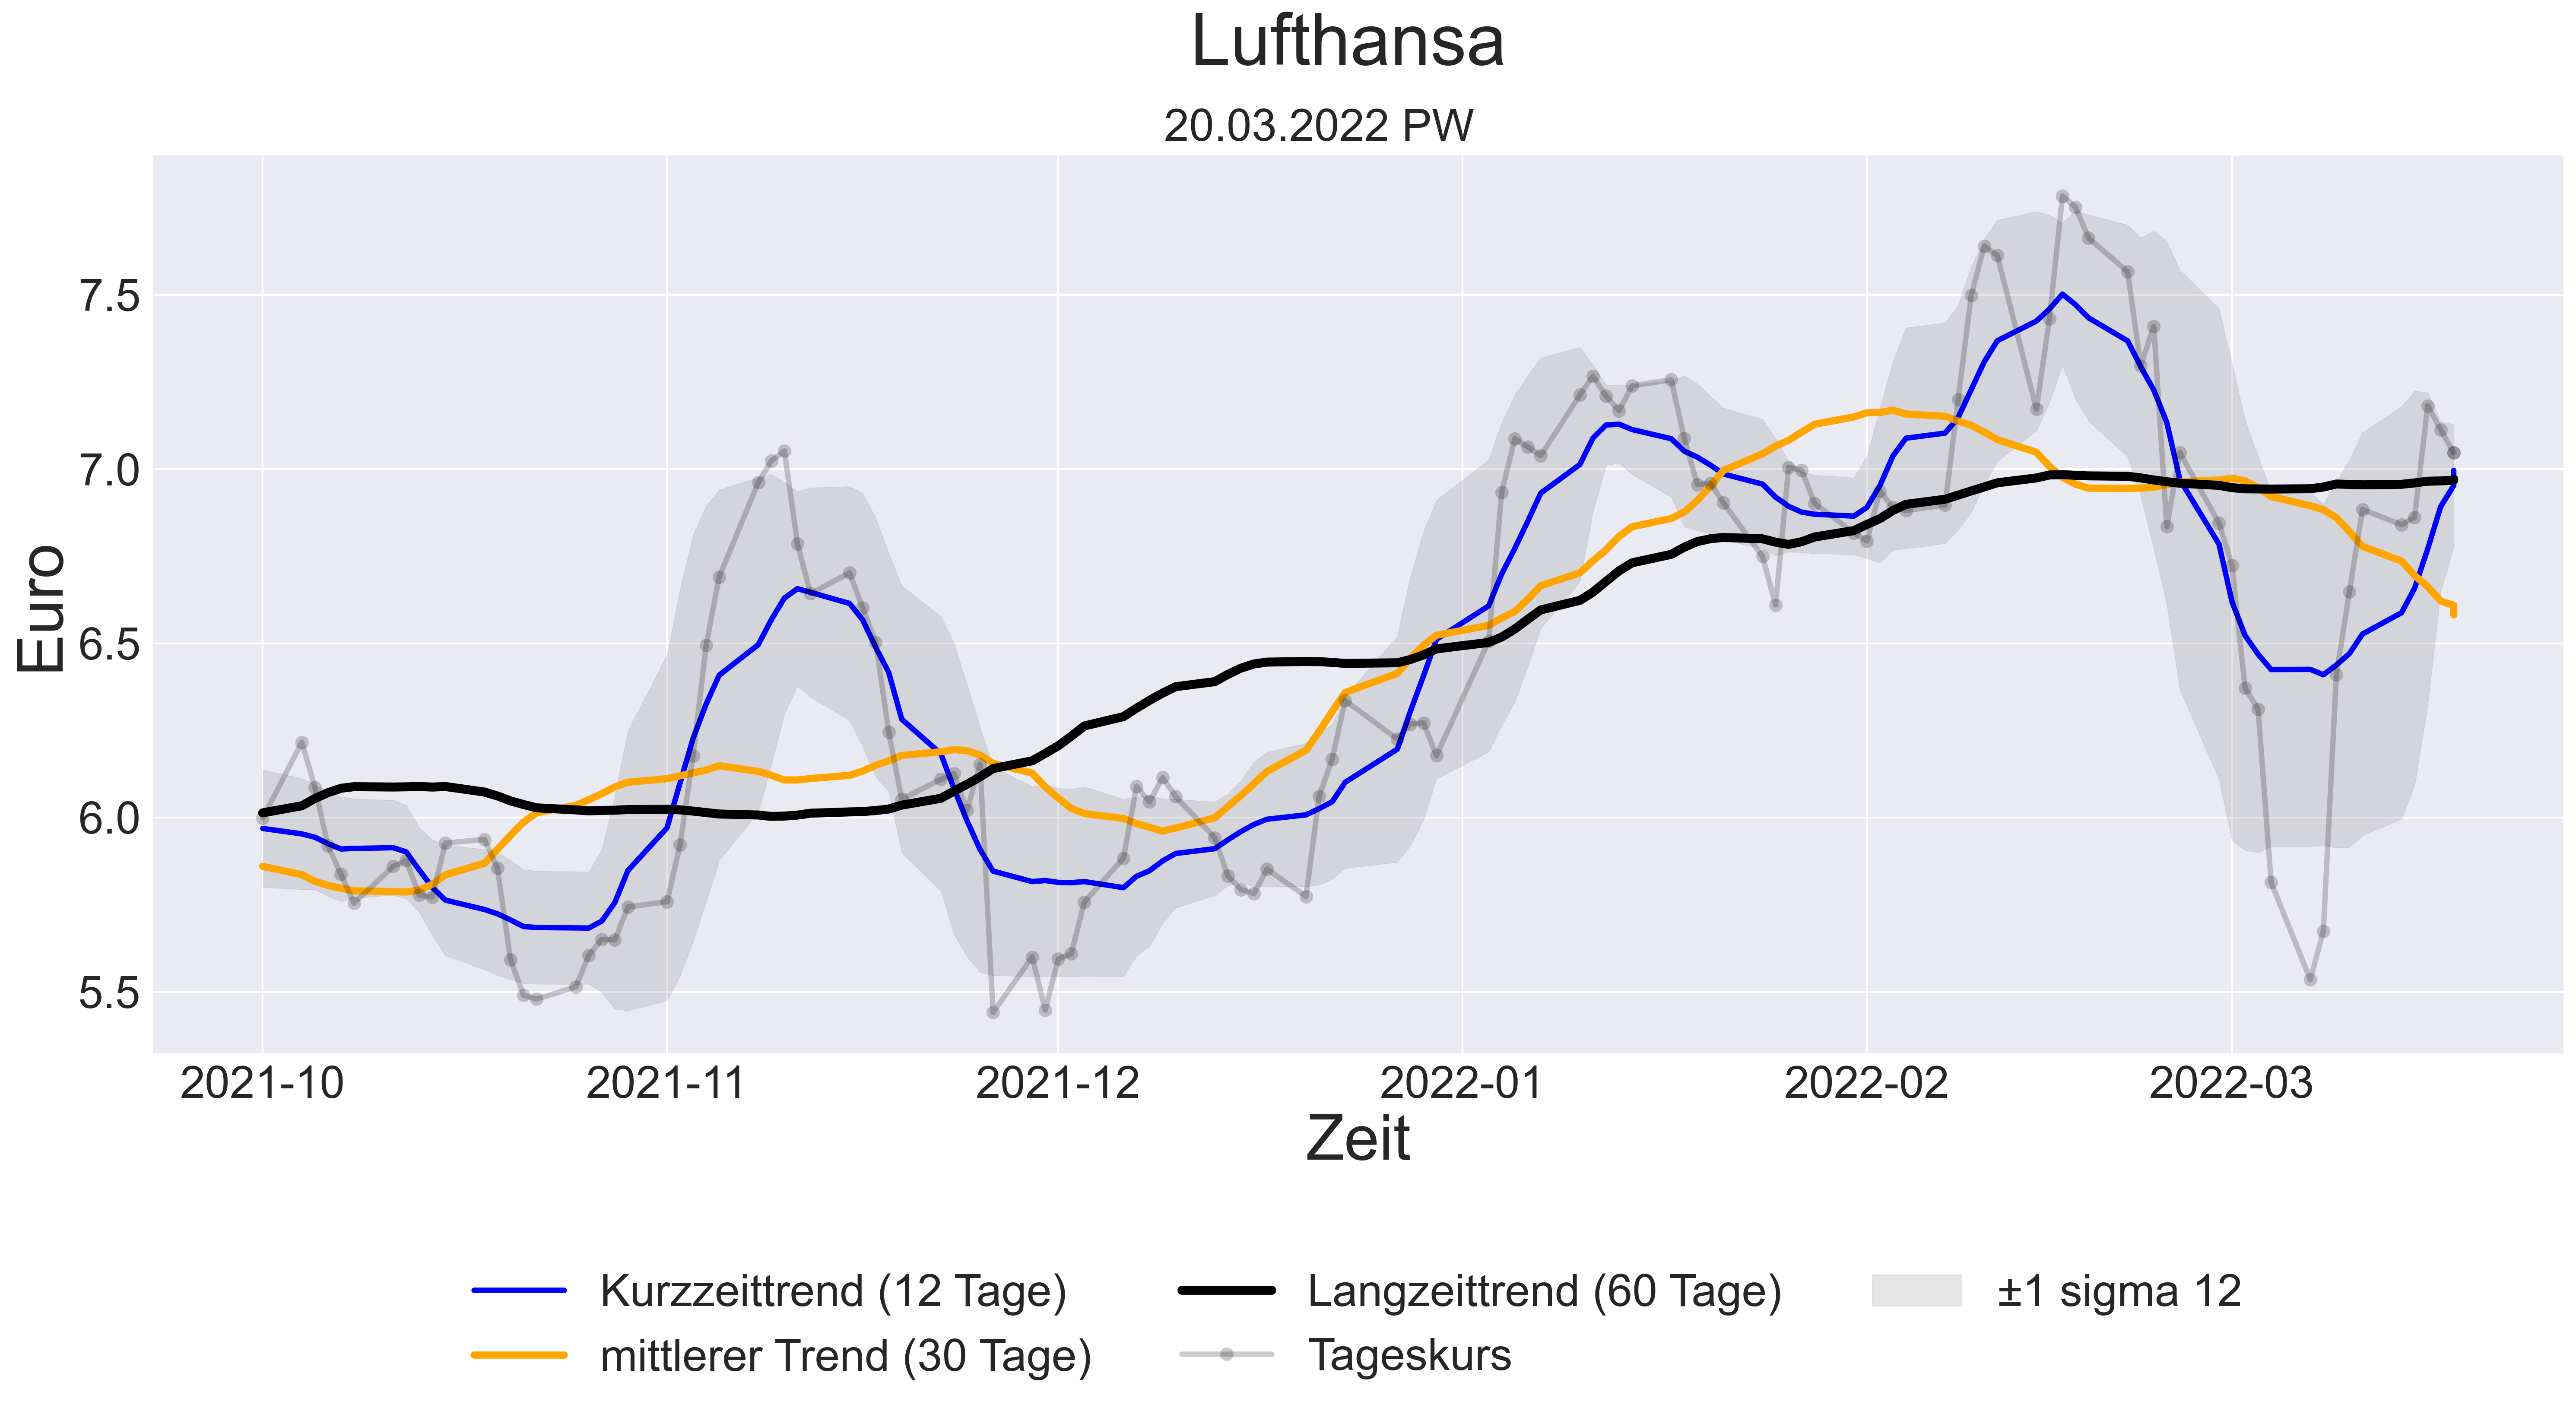 Lufthansa
20.03.2022 PW
7.5
7.0
6.5
6.0
5.5
Euro
2021-10 2021-11 2021-12 2022-01 2022-02 2022-03
Zeit
Kurzzeittrend (12 Tage) Langzeittrend (60 Tage) ±1 sigma 12
mittlerer Trend (30 Tage) Tageskurs